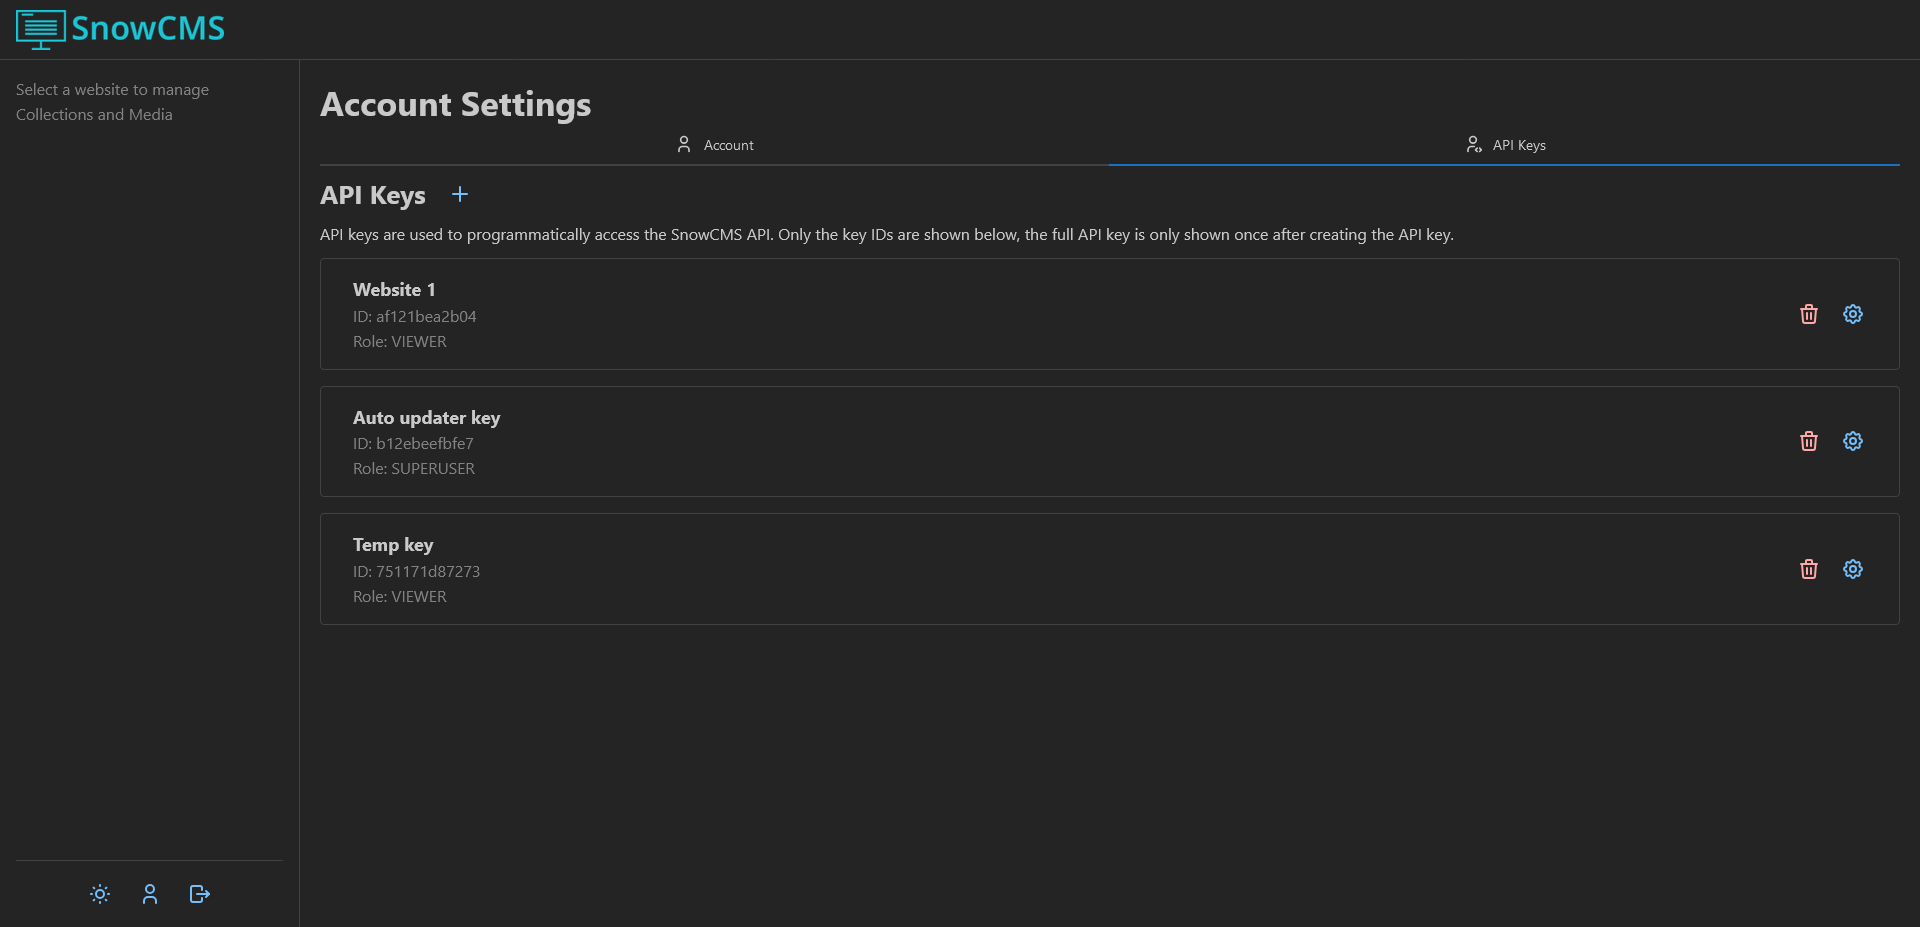 SnowCMS
Select a website to manage
Collections and Media
Account Settings
Account
API Keys
API Keys
API keys are used to programmatically access the SnowCMS API. Only the key IDs are shown below, the full API key is only shown once after creating the API key.
Website 1
ID: af121bea2b04
Role: VIEWER
Auto updater key
ID: b12ebeefbfe7
Role: SUPERUSER
Temp key
ID: 751171d87273
Role: VIEWER